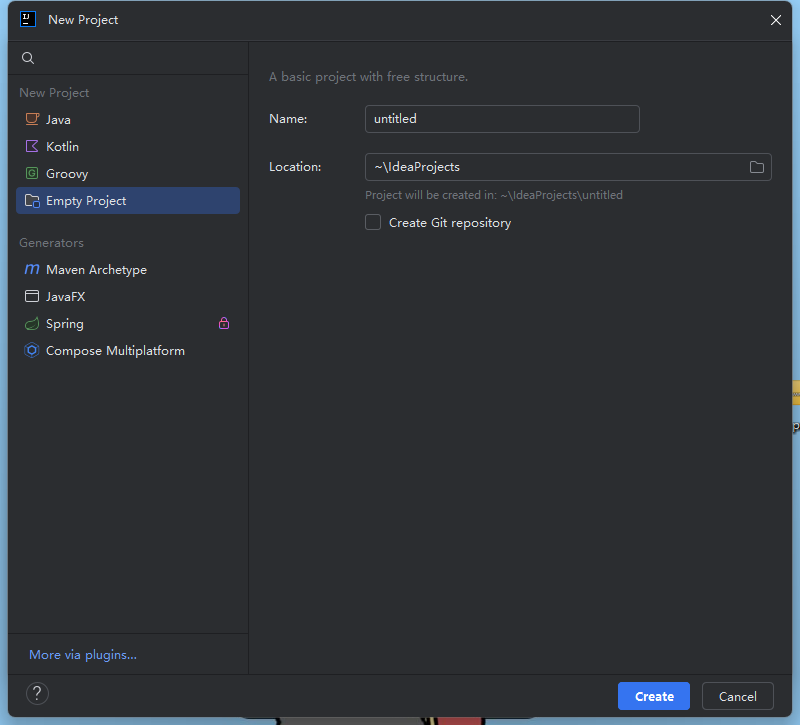 New Project
New Project
Java
Kotlin
Groovy
Empty Project
Generators
Maven Archetype
JavaFX
Spring
Compose Multiplatform
More via plugins...
A basic project with free structure.
Name: untitled
Location: ~\IdeaProjects
Project will be created in: ~\IdeaProjects\untitled
Create Git repository
?
Create Cancel